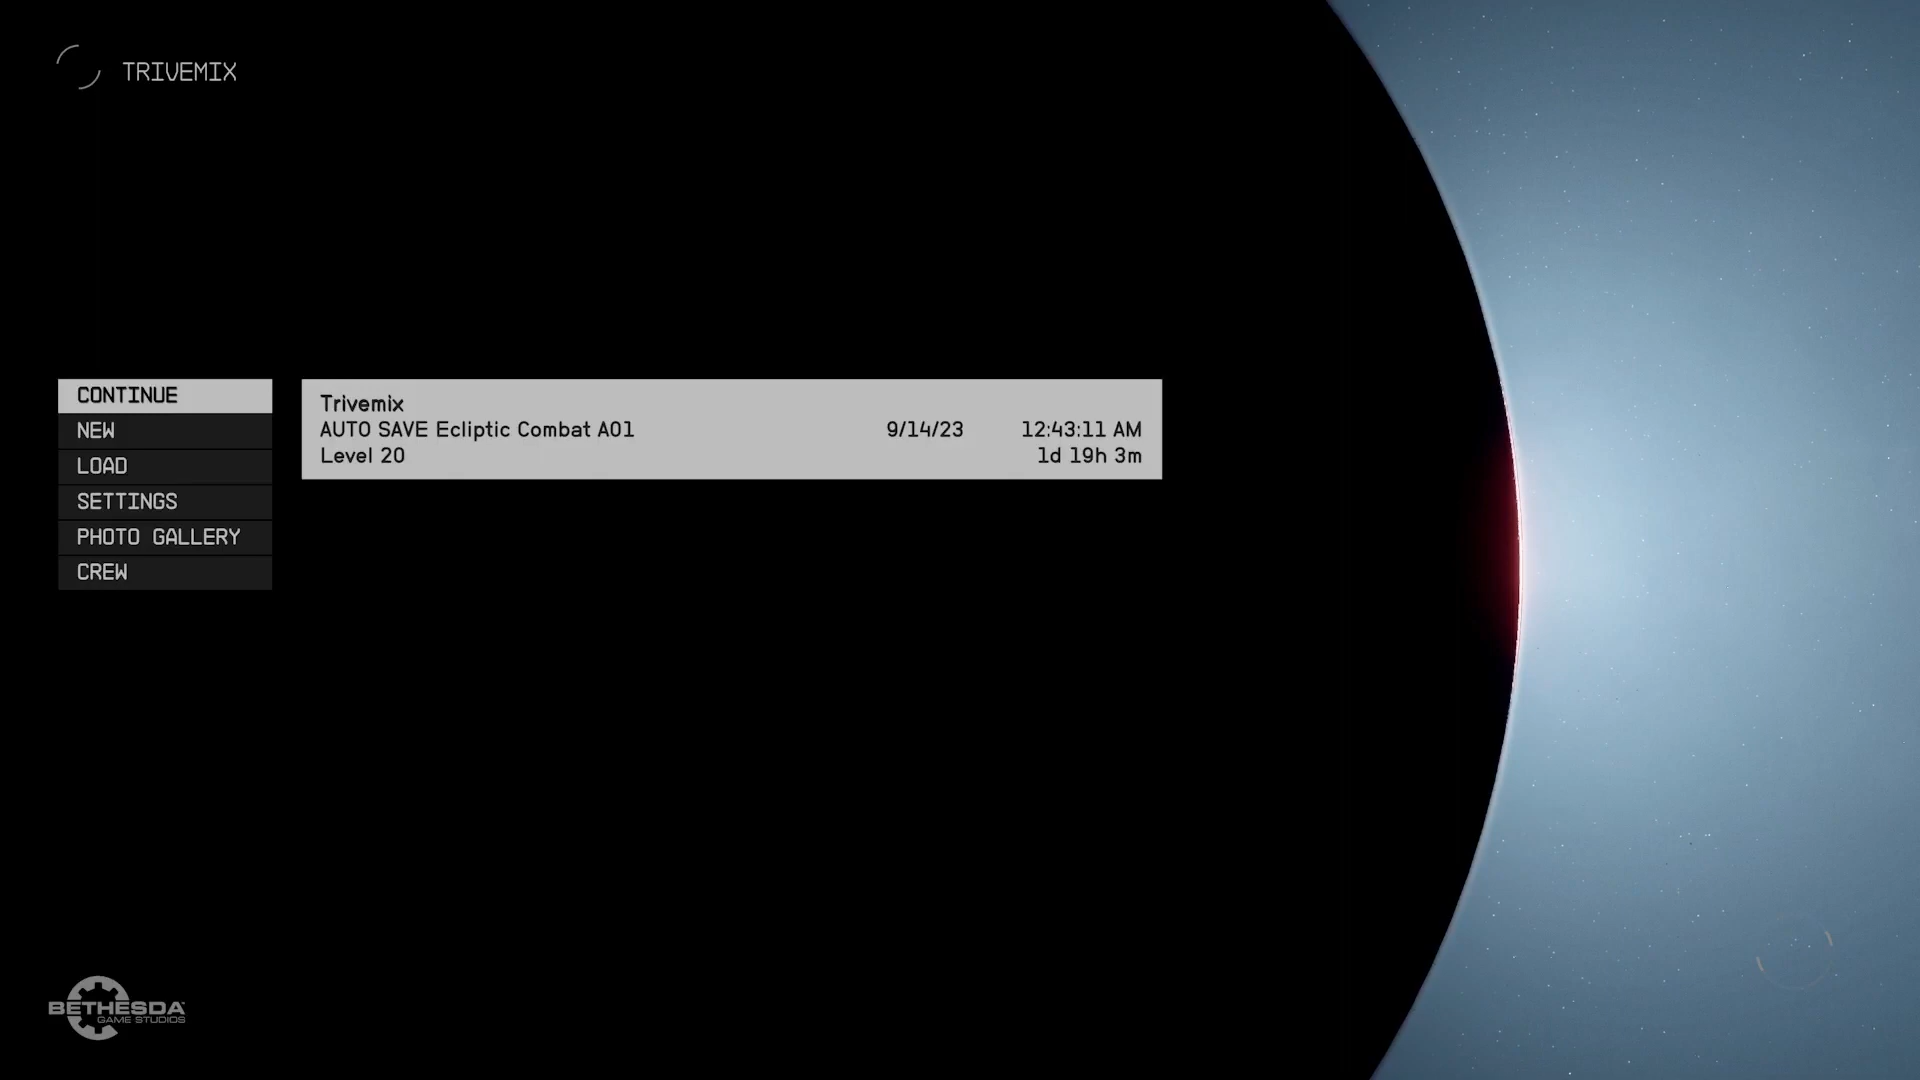 TRIVEMIX
CONTINUE
NEW
LOAD
SETTINGS
PHOTO GALLERY
CREW
Trivemix
AUTO SAVE Ecliptic Combat A01 9/14/23 12:43:11 AM
Level 20 1d 19h 3m
BETHESDA
GAME STUDIOS